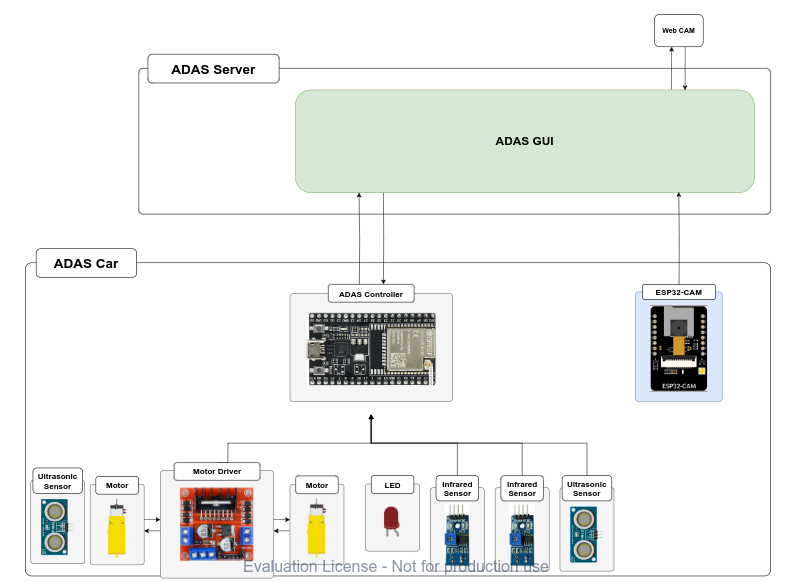 Web CAM
ADAS Server
ADAS GUI
ADAS Car
ADAS Controller
ESP32-CAM
ESP32-CAM
Ultrasonic
Sensor
Motor
Motor Driver
Motor
LED
Infrared
Sensor
Infrared
Sensor
Ultrasonic
Sensor
Evaluation License - Not for production use